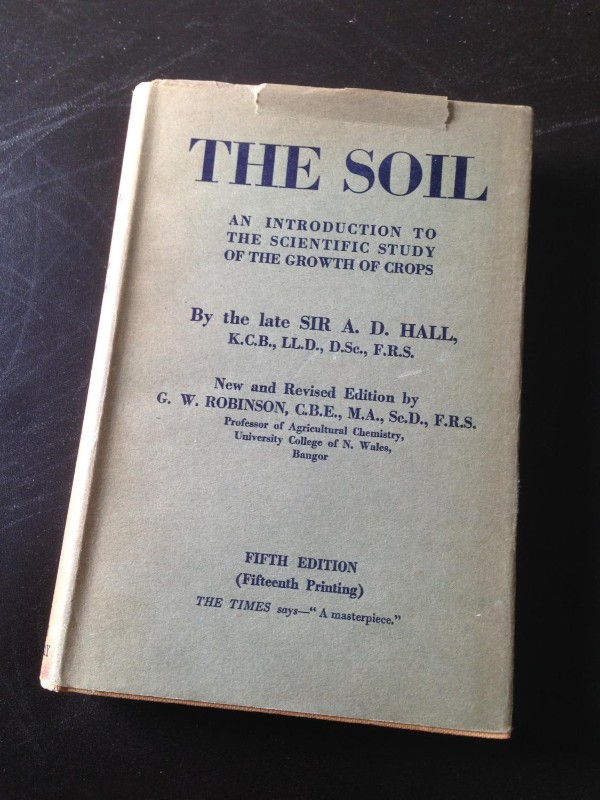 THE SOIL
AN INTRODUCTION TO
THE SCIENTIFIC STUDY
OF THE GROWTH OF CROPS
By the late SIR A. D. HALL,
K.C.B., LL.D., D.Sc., F.R.S.
New and Revised Edition by
G. W. ROBINSON, C.B.E., M.A., Sc.D., F.R.S.
Professor of Agricultural Chemistry,
University College of N. Wales,
Bangor
FIFTH EDITION
(Fifteenth Printing)
THE TIMES says—"A masterpiece."